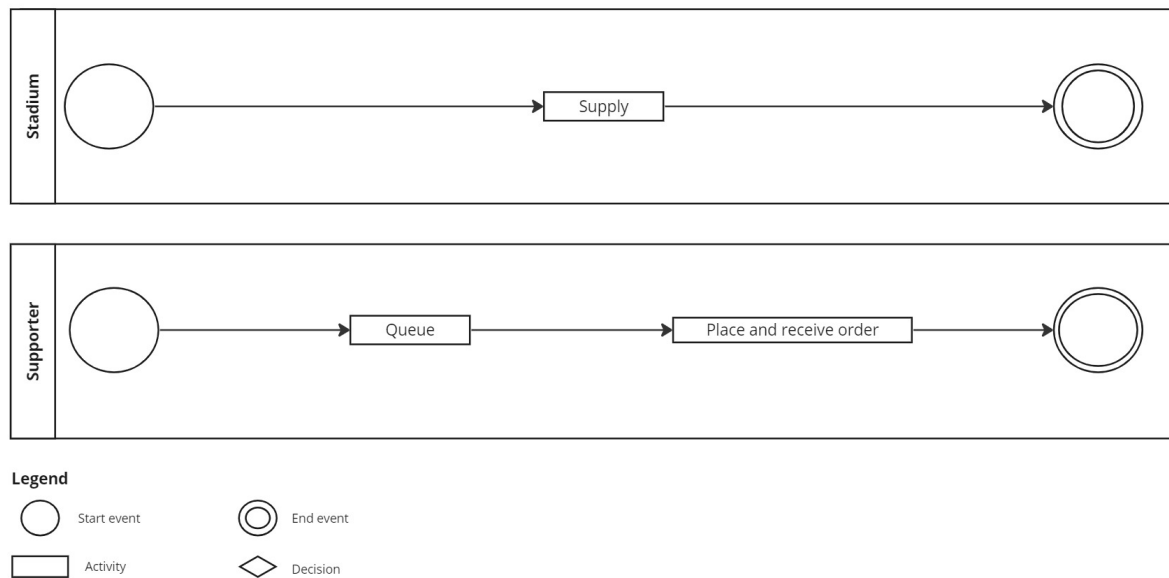 Stadium
Supply
Supporter
Queue
Place and receive order
Legend
Start event
End event
Activity
Decision